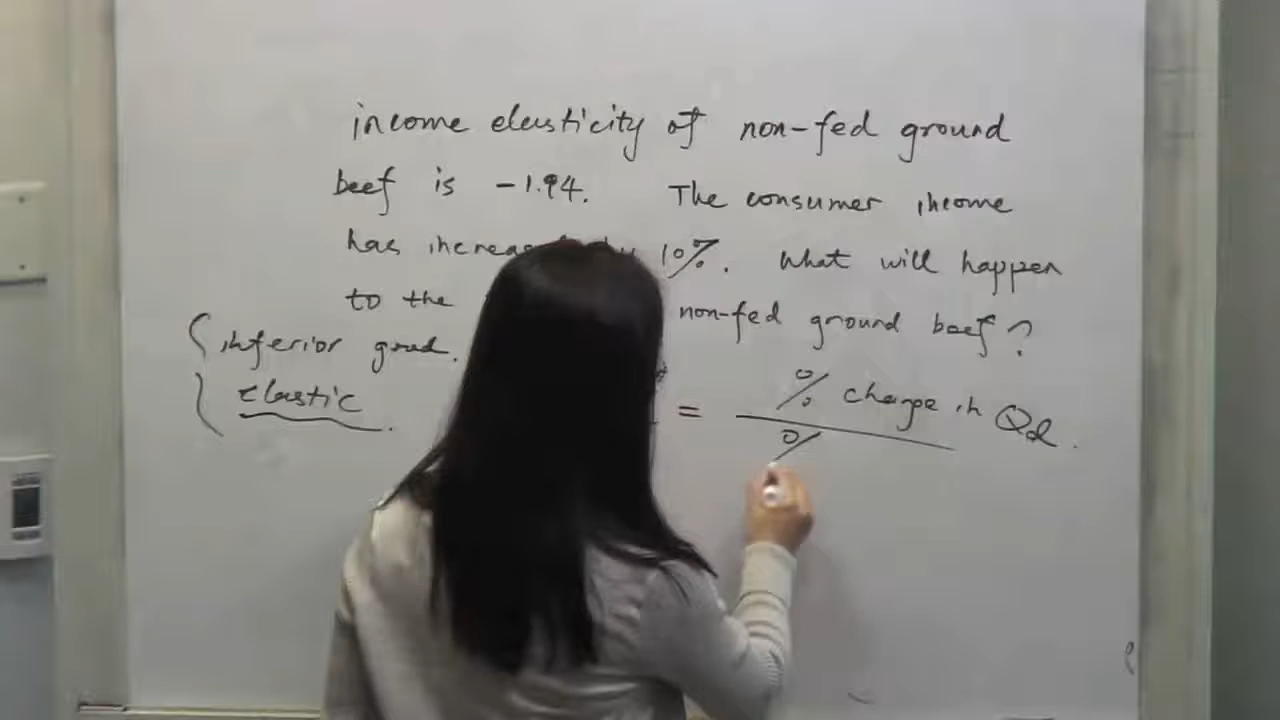 income elasticity of non-fed ground
beef is -1.94. The consumer income
has increased by 10%. What will happen
to the non-fed ground beef?
inferior good.
elastic.
= % change in Qd.
%